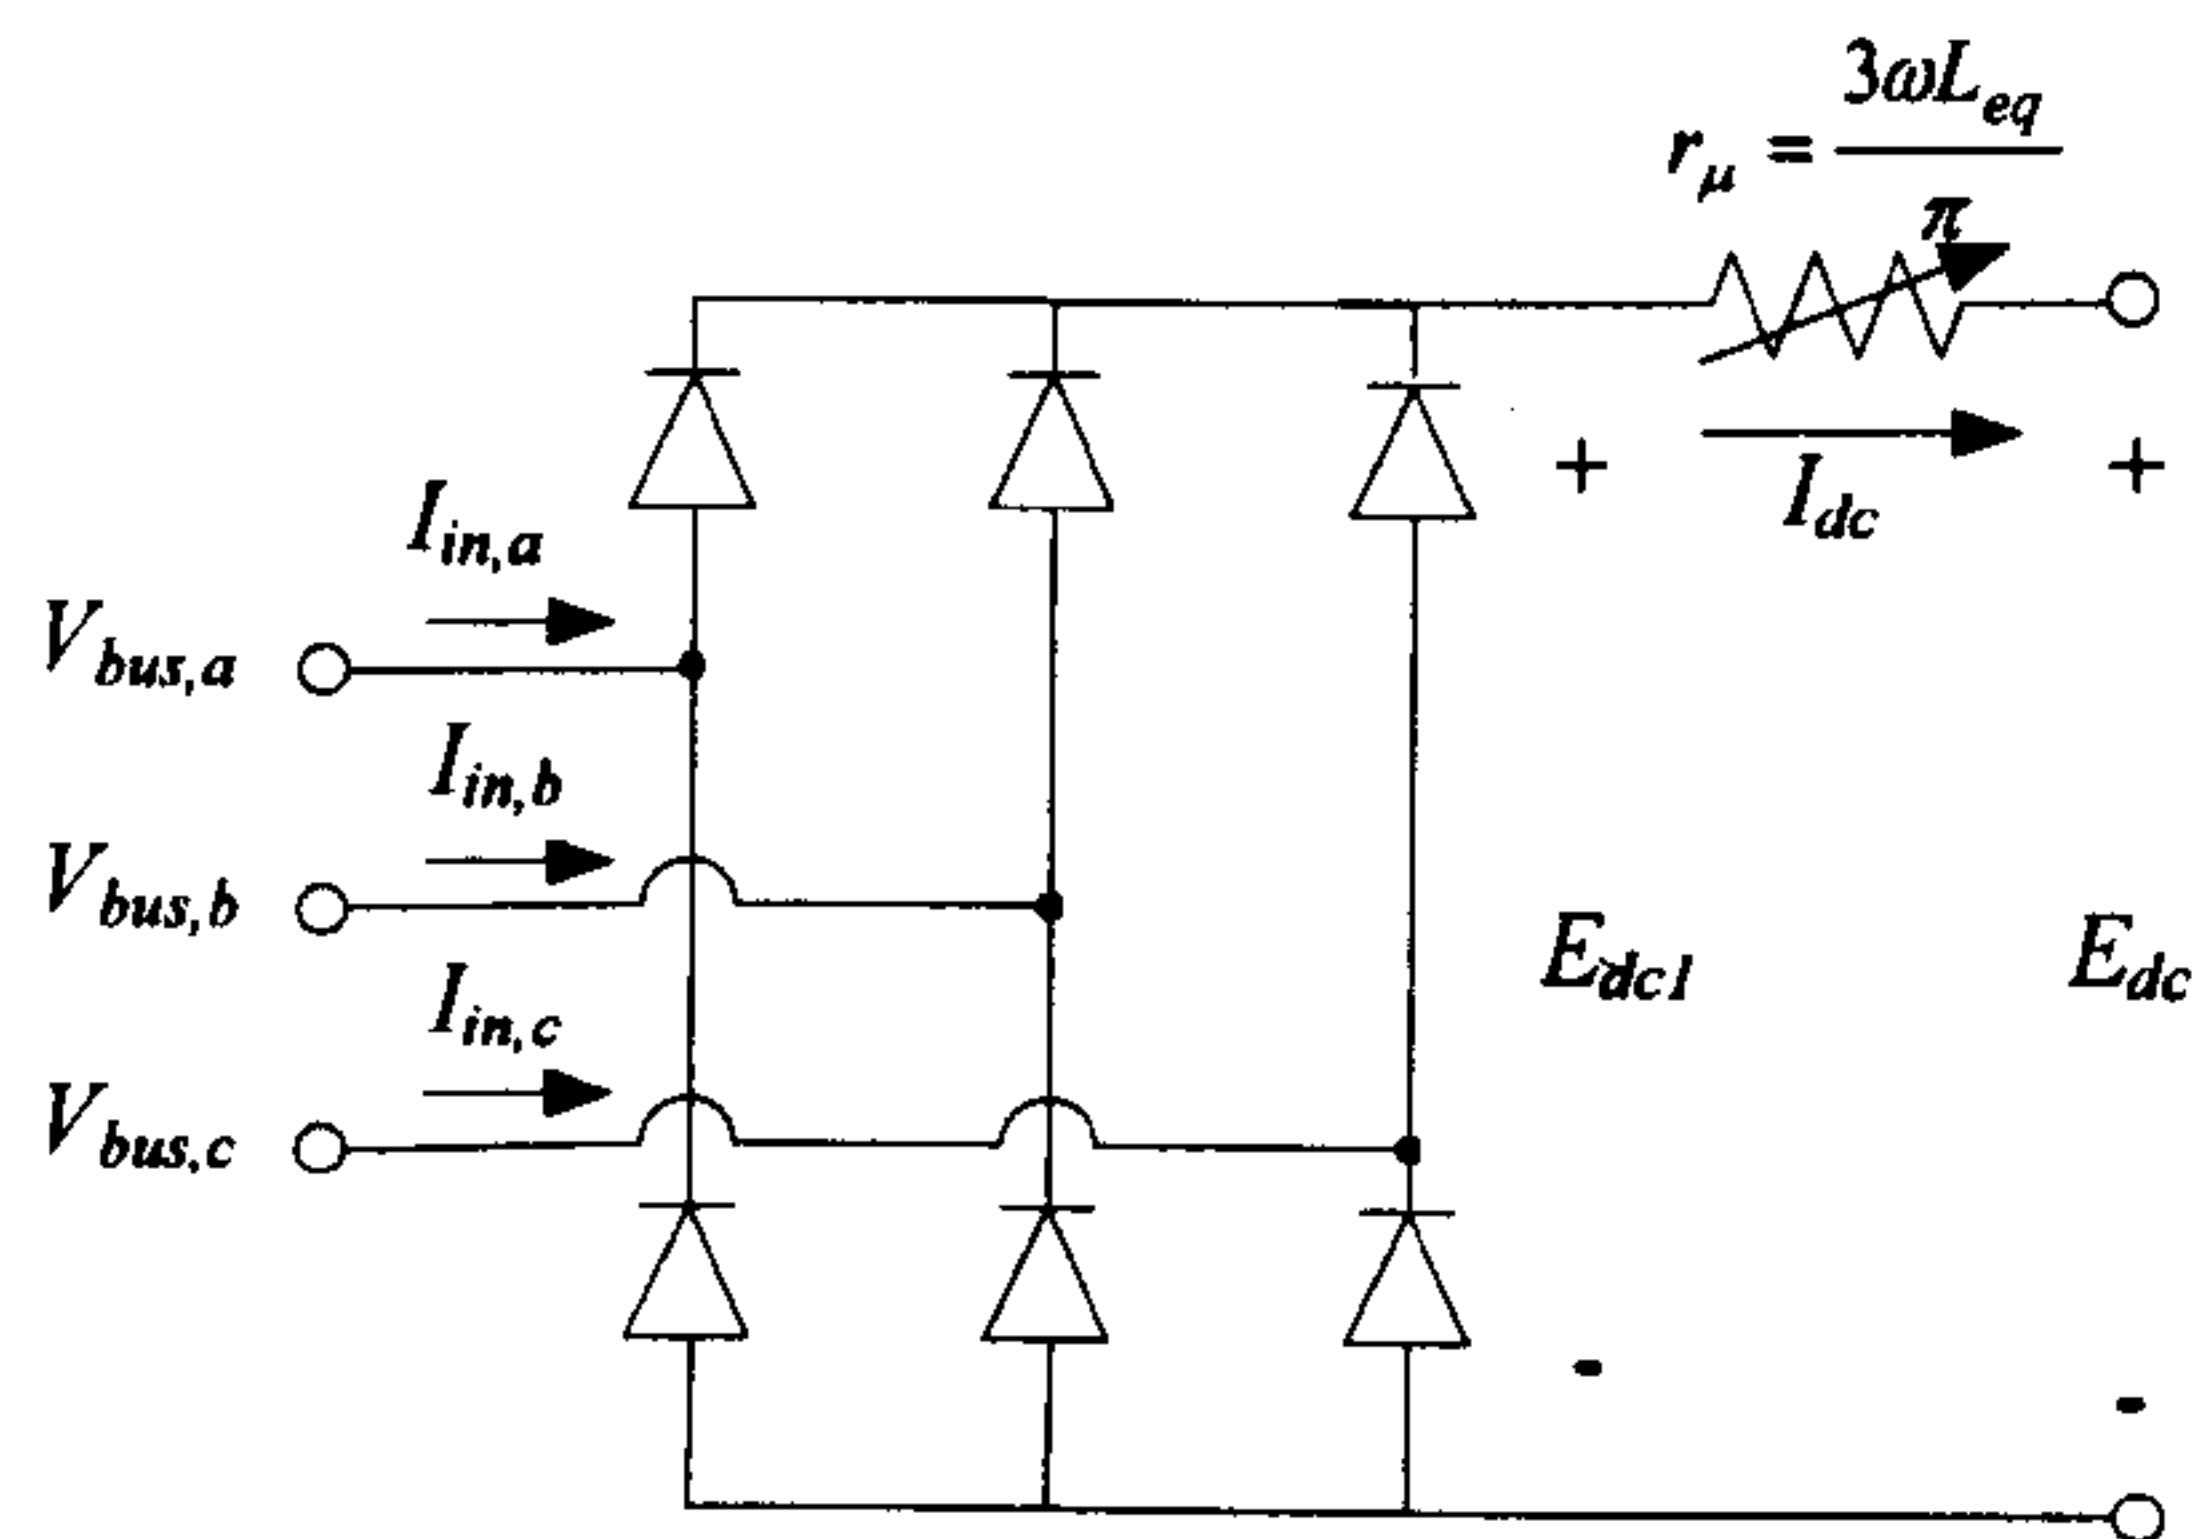 r_μ = 3ωL_eq / π
I_in,a
+ I_dc +
V_bus,a
I_in,b
V_bus,b
E_dc1 E_dc
I_in,c
V_bus,c
-
-